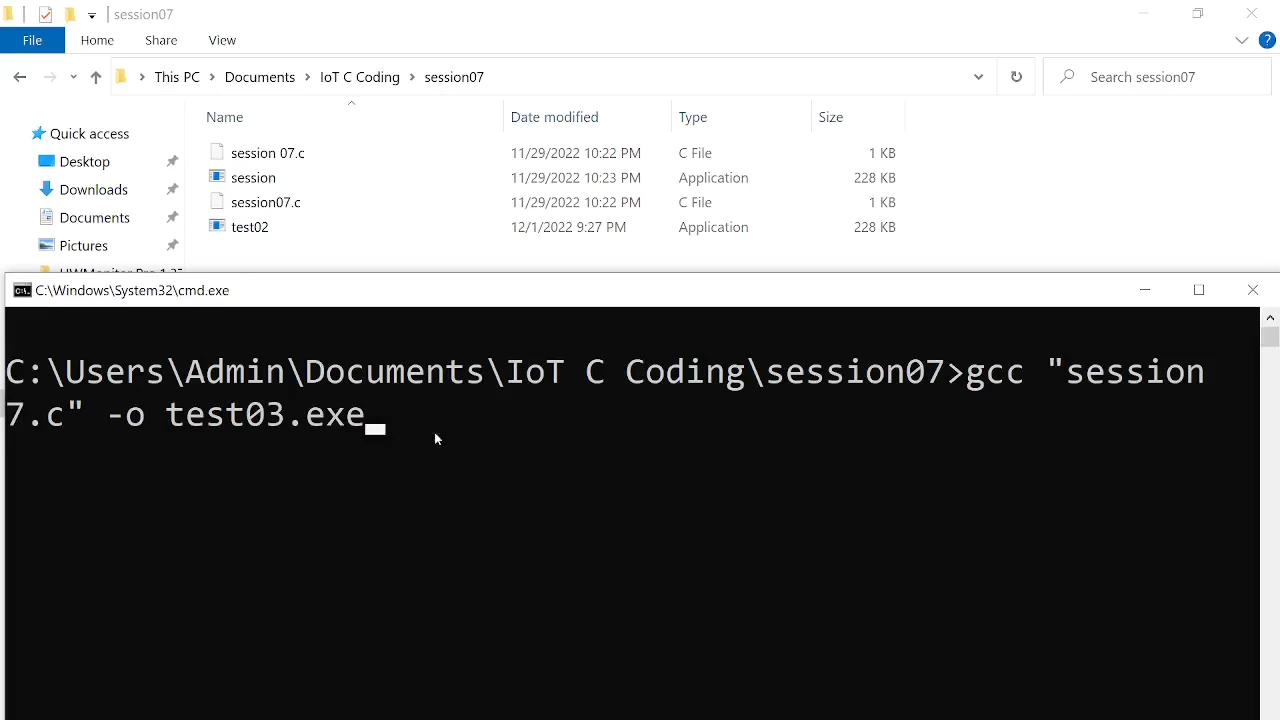 session07
File Home Share View
This PC Documents IoT C Coding session07 Search session07
Name Date modified Type Size
Quick access
Desktop
Downloads
Documents
Pictures
session 07.c 11/29/2022 10:22 PM C File 1 KB
session 11/29/2022 10:23 PM Application 228 KB
session07.c 11/29/2022 10:22 PM C File 1 KB
test02 12/1/2022 9:27 PM Application 228 KB
C:\Windows\System32\cmd.exe
C:\Users\Admin\Documents\IoT C Coding\session07>gcc "session
7.c" -o test03.exe